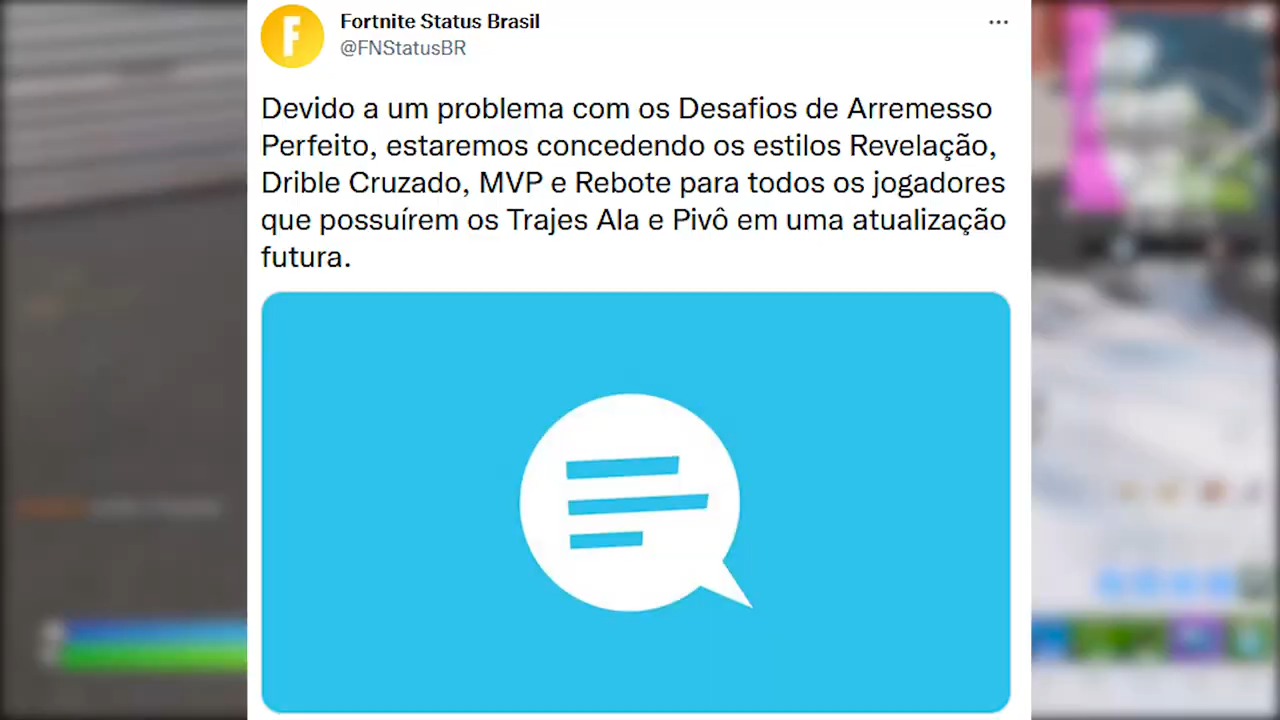 Fortnite Status Brasil
@FNStatusBR
Devido a um problema com os Desafios de Arremesso
Perfeito, estaremos concedendo os estilos Revelação,
Drible Cruzado, MVP e Rebote para todos os jogadores
que possuírem os Trajes Ala e Pivô em uma atualização
futura.